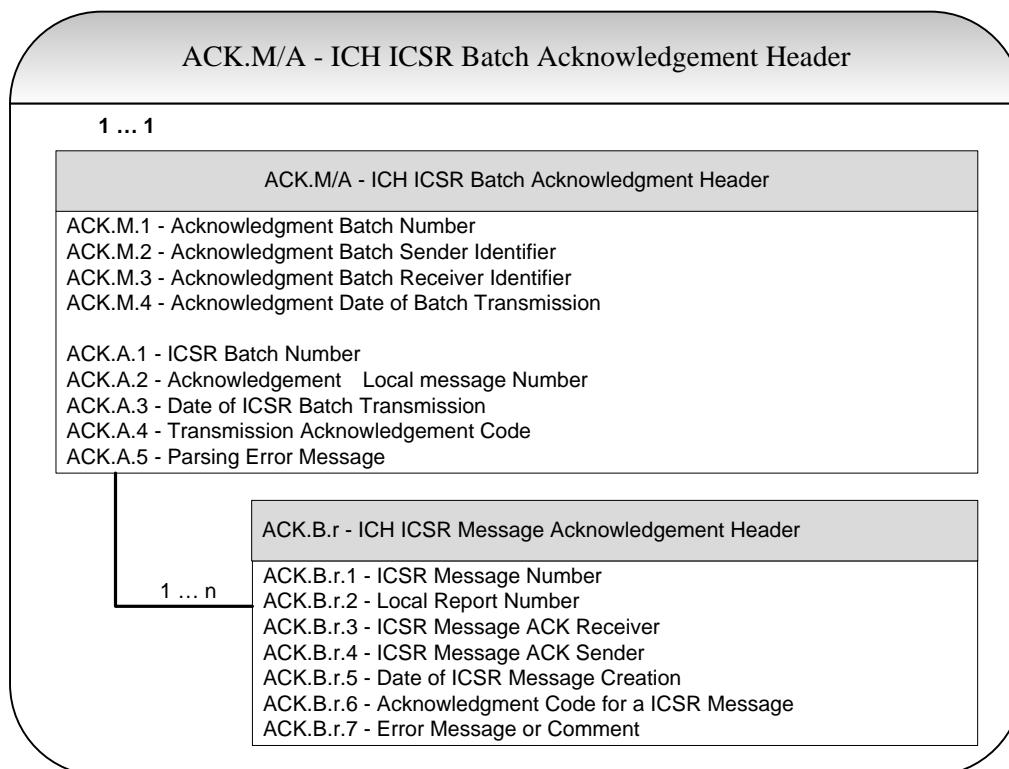 ACK.M/A - ICH ICSR Batch Acknowledgement Header
1 … 1
ACK.M/A - ICH ICSR Batch Acknowledgment Header
ACK.M.1 - Acknowledgment Batch Number
ACK.M.2 - Acknowledgment Batch Sender Identifier
ACK.M.3 - Acknowledgment Batch Receiver Identifier
ACK.M.4 - Acknowledgment Date of Batch Transmission
ACK.A.1 - ICSR Batch Number
ACK.A.2 - Acknowledgement Local message Number
ACK.A.3 - Date of ICSR Batch Transmission
ACK.A.4 - Transmission Acknowledgement Code
ACK.A.5 - Parsing Error Message
ACK.B.r - ICH ICSR Message Acknowledgement Header
1 … n
ACK.B.r.1 - ICSR Message Number
ACK.B.r.2 - Local Report Number
ACK.B.r.3 - ICSR Message ACK Receiver
ACK.B.r.4 - ICSR Message ACK Sender
ACK.B.r.5 - Date of ICSR Message Creation
ACK.B.r.6 - Acknowledgment Code for a ICSR Message
ACK.B.r.7 - Error Message or Comment